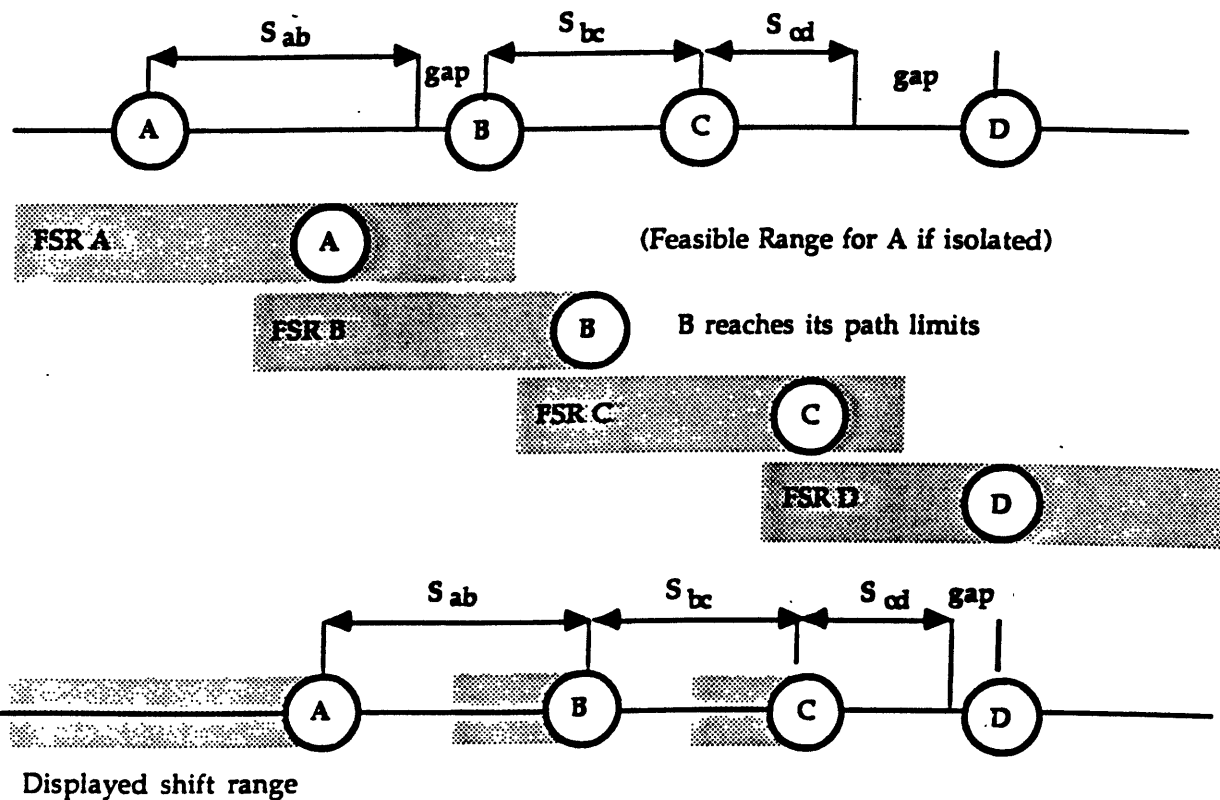 S ab
S bc
S cd
gap
gap
A
B
C
D
FSR A
A
(Feasible Range for A if isolated)
FSR B
B
B reaches its path limits
FSR C
C
FSR D
D
S ab
S bc
S cd
gap
A
B
C
D
Displayed shift range